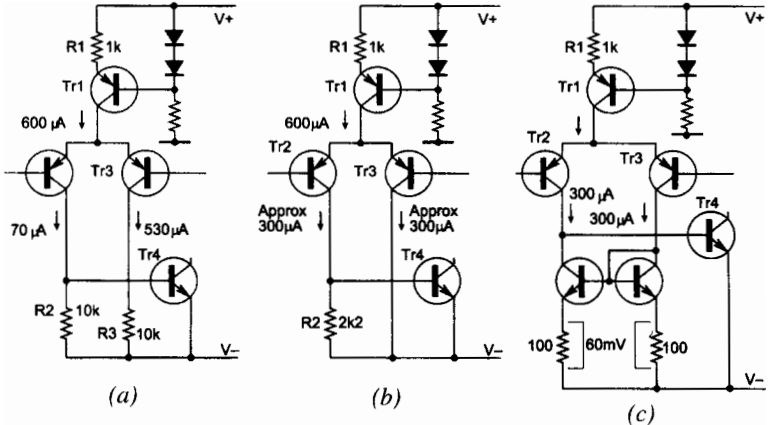 V+
R1 1k
Tr1
600 µA
Tr3
70 µA
530 µA
Tr4
R2 10k
R3 10k
V–
(a)
V+
R1 1k
Tr1
600µA
Tr2
Tr3
Approx 300µA
Approx 300µA
Tr4
R2 2k2
V–
(b)
V+
R1 1k
Tr1
Tr2
Tr3
300 µA
300 µA
Tr4
100
60mV
100
V–
(c)